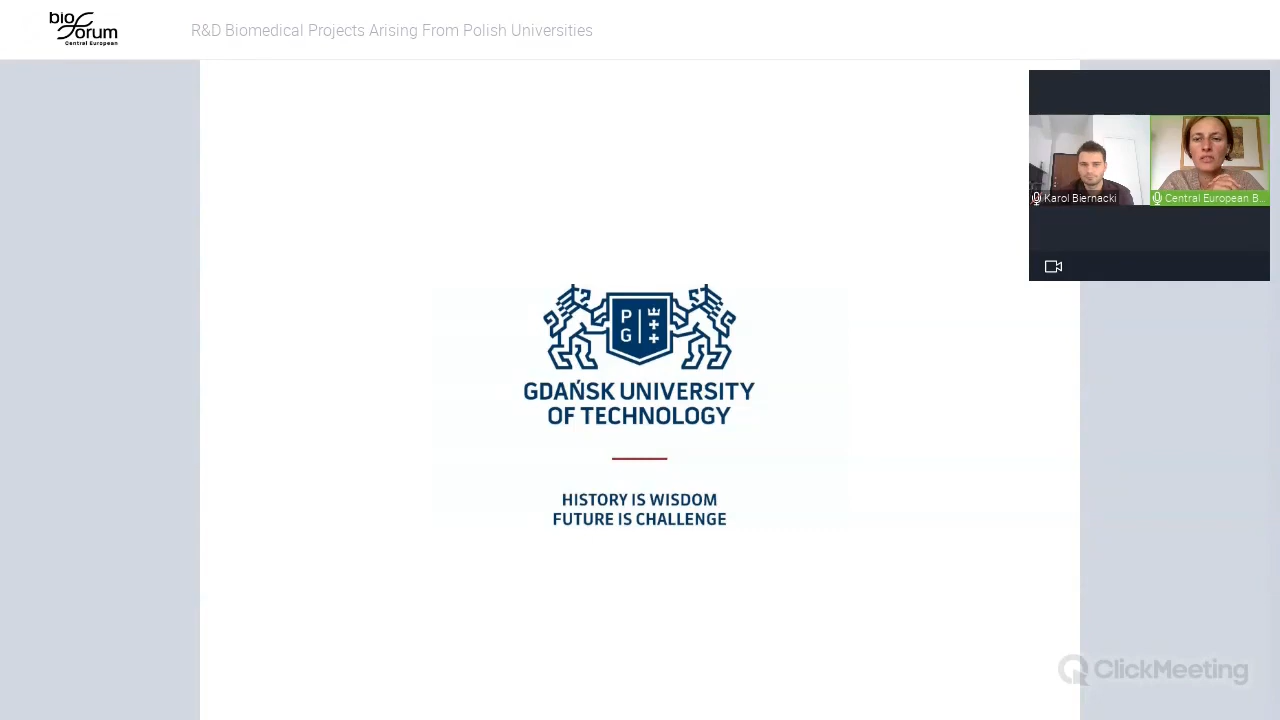 bio
Forum
Central European
R&D Biomedical Projects Arising From Polish Universities
Karol Biernacki
Central European B...
P
G
GDAŃSK UNIVERSITY
OF TECHNOLOGY
HISTORY IS WISDOM
FUTURE IS CHALLENGE
ClickMeeting